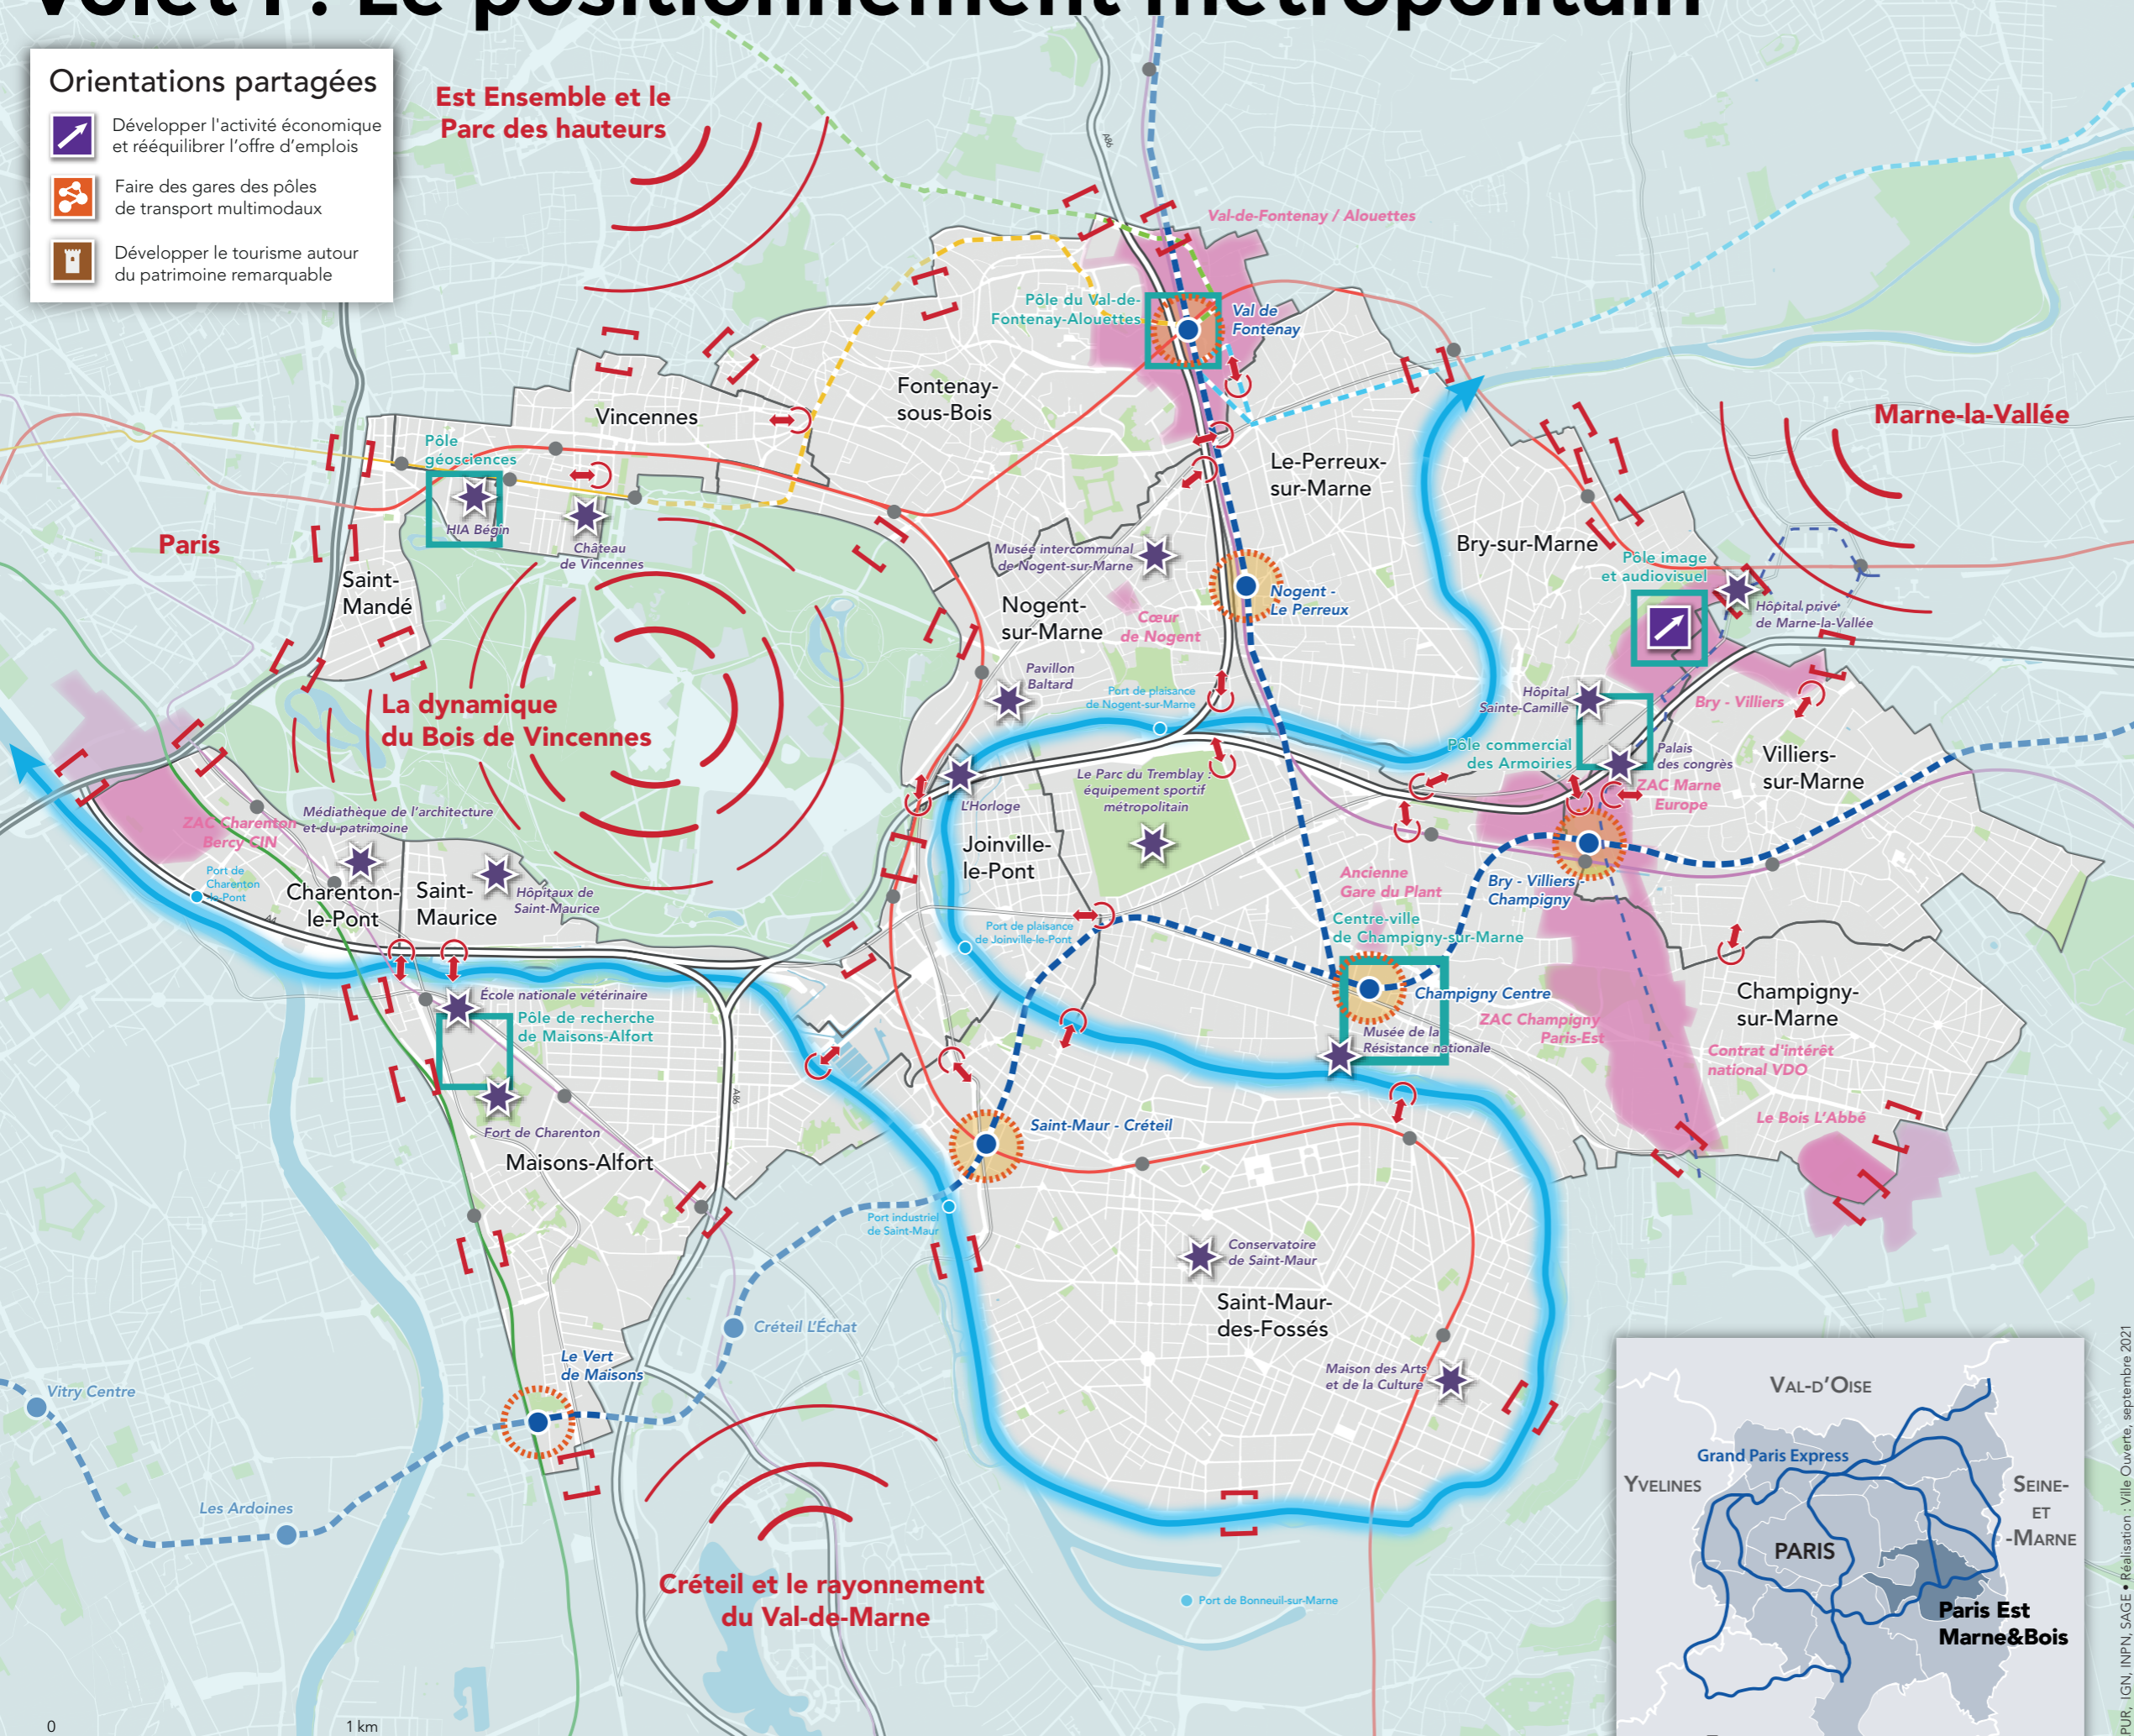 Volet I : Le positionnement métropolitain
Orientations partagées
Développer l'activité économique
et rééquilibrer l'offre d'emplois
Faire des gares des pôles
de transport multimodaux
Développer le tourisme autour
du patrimoine remarquable
Est Ensemble et le
Parc des hauteurs
A86
Val-de-Fontenay / Alouettes
Pôle du Val-de-
Fontenay-Alouettes
Val de
Fontenay
Fontenay-
sous-Bois
Vincennes
Marne-la-Vallée
Pôle
géosciences
HIA Bégin
Château
de Vincennes
Le-Perreux-
sur-Marne
Paris
Saint-
Mandé
Musée intercommunal
de Nogent-sur-Marne
Bry-sur-Marne
Pôle image
et audiovisuel
Nogent -
Le Perreux
Nogent-
sur-Marne
Cœur
de Nogent
Hôpital privé
de Marne-la-Vallée
Pavillon
Baltard
Port de plaisance
de Nogent-sur-Marne
Hôpital
Sainte-Camille
Bry - Villiers
La dynamique
du Bois de Vincennes
Pôle commercial
des Armoiries
Palais
des congrès
Villiers-
sur-Marne
ZAC Marne
Europe
Le Parc du Tremblay :
équipement sportif
métropolitain
L'Horloge
Médiathèque de l'architecture
et du patrimoine
ZAC Charenton
Bercy CIN
Joinville-
le-Pont
Port de
Charenton
le-Pont
Charenton-
le-Pont
Saint-
Maurice
Hôpitaux de
Saint-Maurice
Ancienne
Gare du Plant
Bry - Villiers -
Champigny
A4
Centre-ville
de Champigny-sur-Marne
Port de plaisance
de Joinville-le-Pont
École nationale vétérinaire
Pôle de recherche
de Maisons-Alfort
Champigny Centre
Champigny-
sur-Marne
ZAC Champigny
Paris-Est
Musée de la
Résistance nationale
Contrat d'intérêt
national VDO
A86
Fort de Charenton
Saint-Maur - Créteil
Le Bois L'Abbé
Maisons-Alfort
Port industriel
de Saint-Maur
Conservatoire
de Saint-Maur
Saint-Maur-
des-Fossés
Créteil L'Échat
Le Vert
de Maisons
Maison des Arts
et de la Culture
Vitry Centre
Les Ardoines
Créteil et le rayonnement
du Val-de-Marne
Port de Bonneuil-sur-Marne
Val-d'Oise
Grand Paris Express
Yvelines
Seine-
et
-Marne
PARIS
Paris Est
Marne&Bois
0 1 km
PUR, IGN, INPN, SAGE • Réalisation : Ville Ouverte, septembre 2021